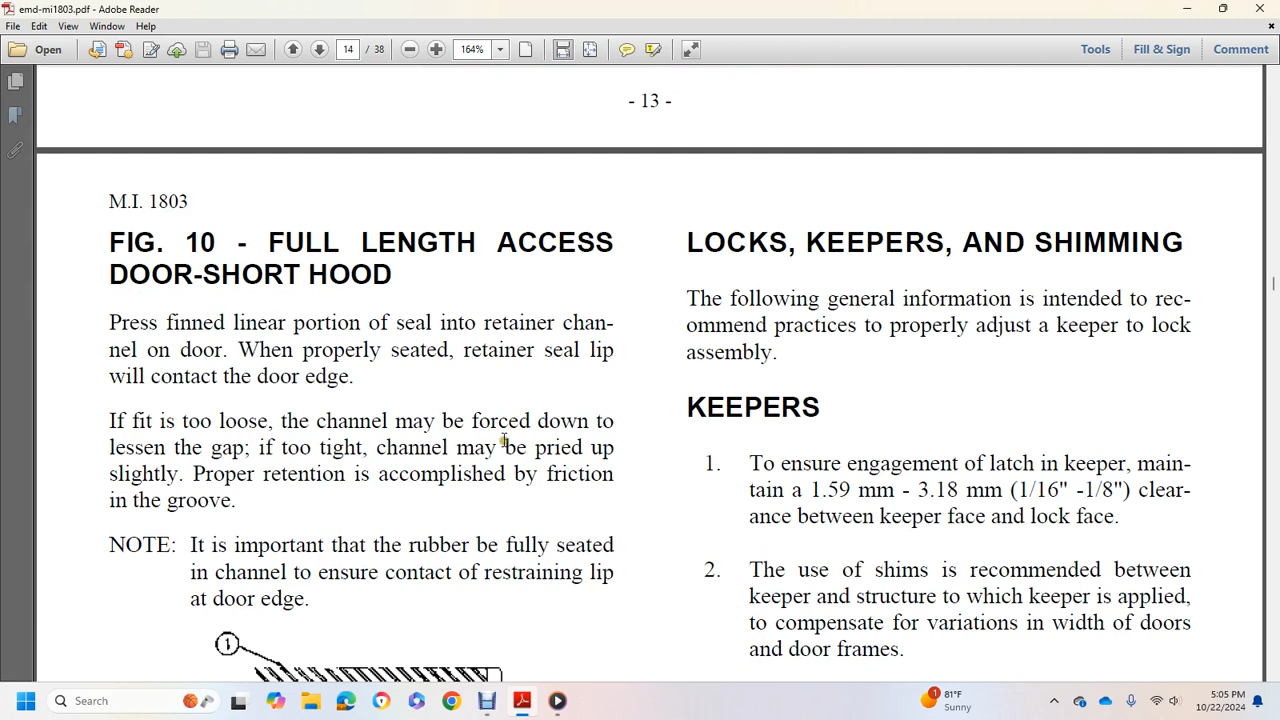 emd-mi1803.pdf - Adobe Reader
File Edit View Window Help
Open
14 / 38
164%
Tools Fill & Sign Comment
- 13 -
M.I. 1803
FIG. 10 - FULL LENGTH ACCESS
DOOR-SHORT HOOD
Press finned linear portion of seal into retainer chan-
nel on door. When properly seated, retainer seal lip
will contact the door edge.
If fit is too loose, the channel may be forced down to
lessen the gap; if too tight, channel may be pried up
slightly. Proper retention is accomplished by friction
in the groove.
NOTE: It is important that the rubber be fully seated
in channel to ensure contact of restraining lip
at door edge.
1
LOCKS, KEEPERS, AND SHIMMING
The following general information is intended to rec-
ommend practices to properly adjust a keeper to lock
assembly.
KEEPERS
1. To ensure engagement of latch in keeper, main-
tain a 1.59 mm - 3.18 mm (1/16" -1/8") clear-
ance between keeper face and lock face.
2. The use of shims is recommended between
keeper and structure to which keeper is applied,
to compensate for variations in width of doors
and door frames.
Search
1
81°F
Sunny
5:05 PM
10/22/2024